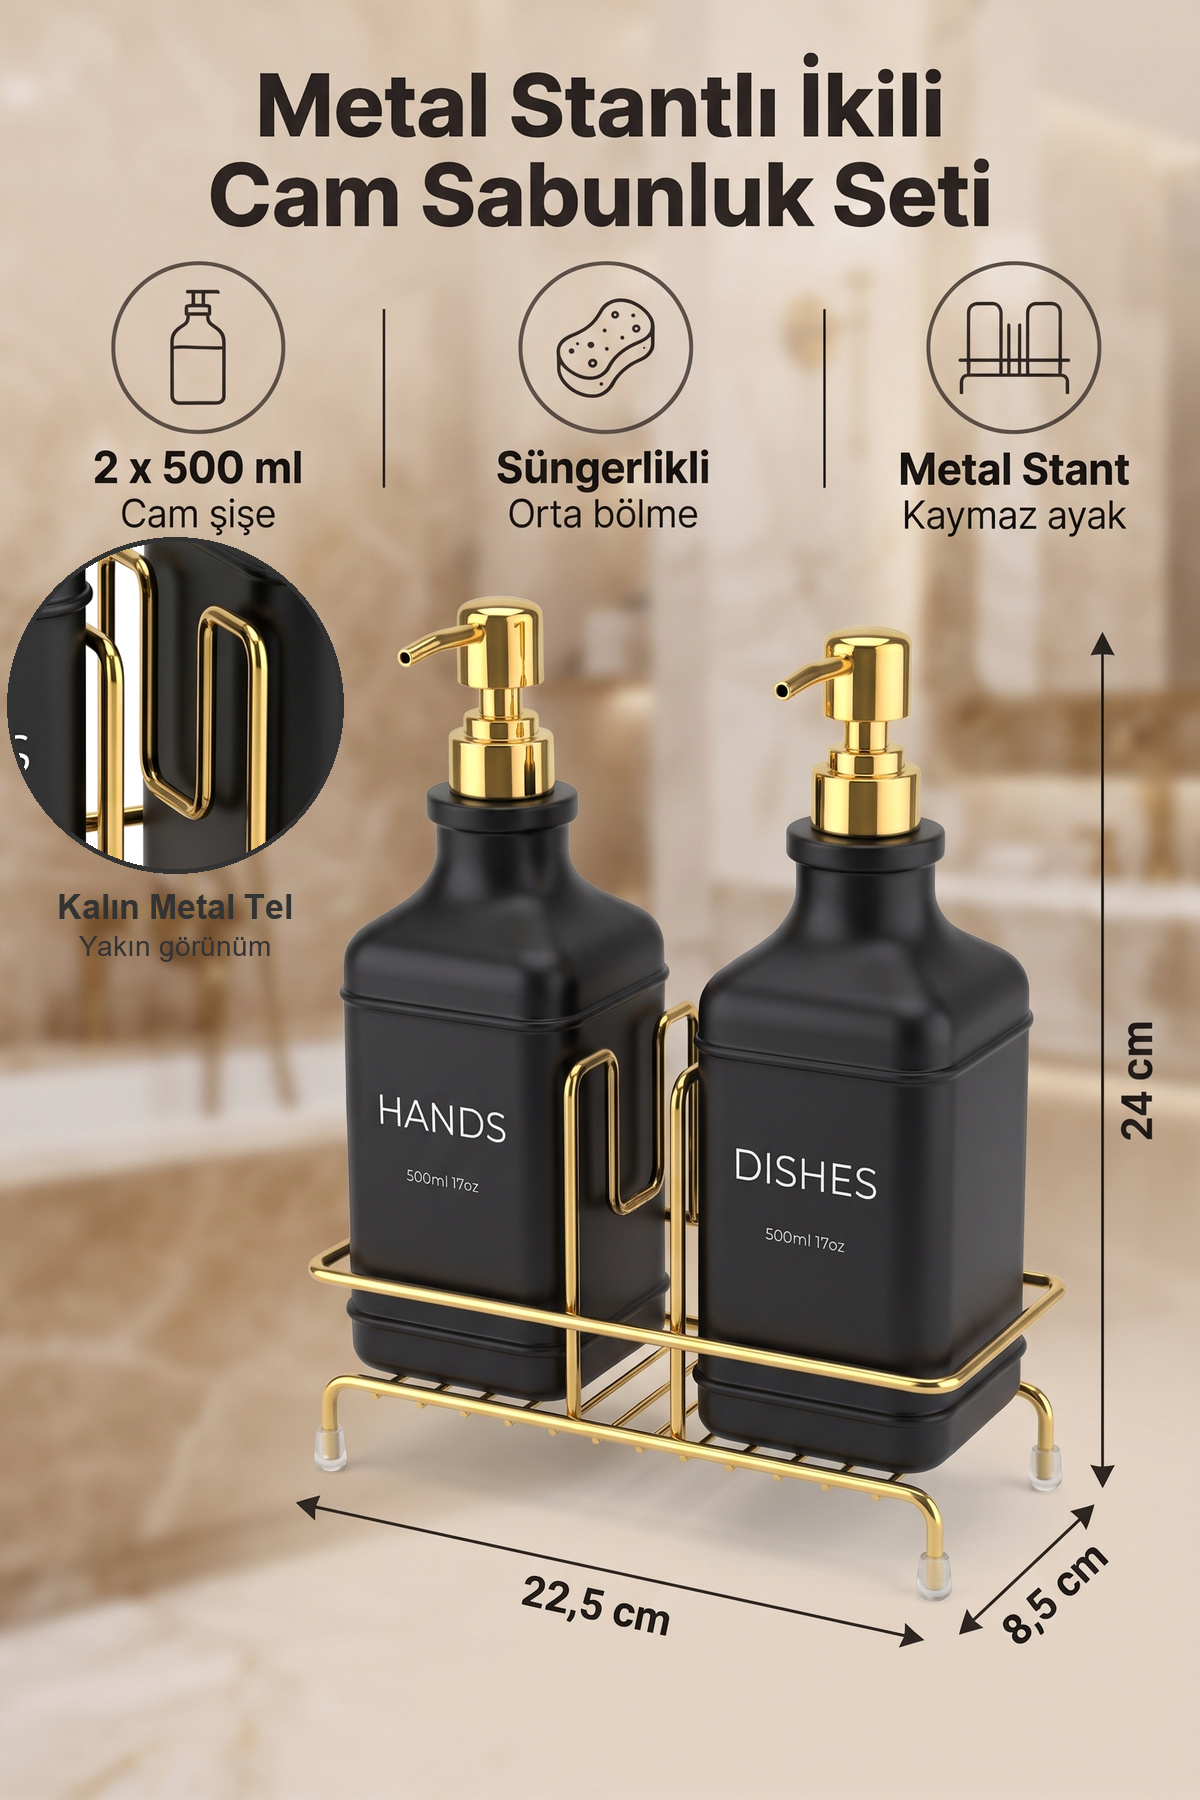 Metal Stantlı İkili
Cam Sabunluk Seti
2 x 500 ml
Cam şişe
Süngerlikli
Orta bölme
Metal Stant
Kaymaz ayak
Kalın Metal Tel
Yakın görünüm
HANDS
500ml 17oz
DISHES
500ml 17oz
24 cm
22,5 cm
8,5 cm